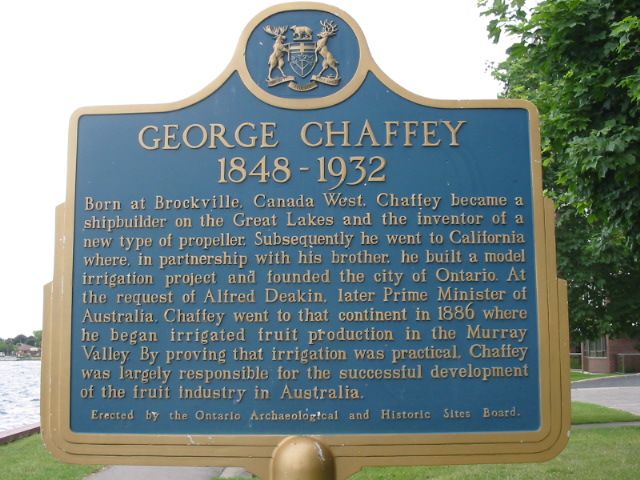 GEORGE CHAFFEY
1848 - 1932
Born at Brockville, Canada West, Chaffey became a
shipbuilder on the Great Lakes and the inventor of a
new type of propeller. Subsequently he went to California
where, in partnership with his brother, he built a model
irrigation project and founded the city of Ontario. At
the request of Alfred Deakin, later Prime Minister of
Australia, Chaffey went to that continent in 1886 where
he began irrigated fruit production in the Murray
Valley. By proving that irrigation was practical, Chaffey
was largely responsible for the successful development
of the fruit industry in Australia.
Erected by the Ontario Archaeological and Historic Sites Board.